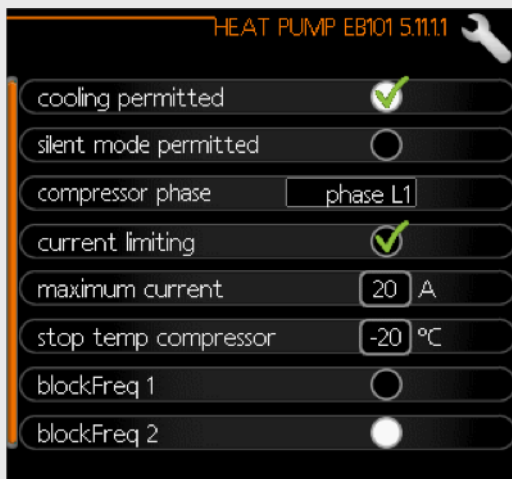 HEAT PUMP EB101 5.11.1.1
cooling permitted
silent mode permitted
compressor phase phase L1
current limiting
maximum current 20 A
stop temp compressor -20 °C
blockFreq 1
blockFreq 2